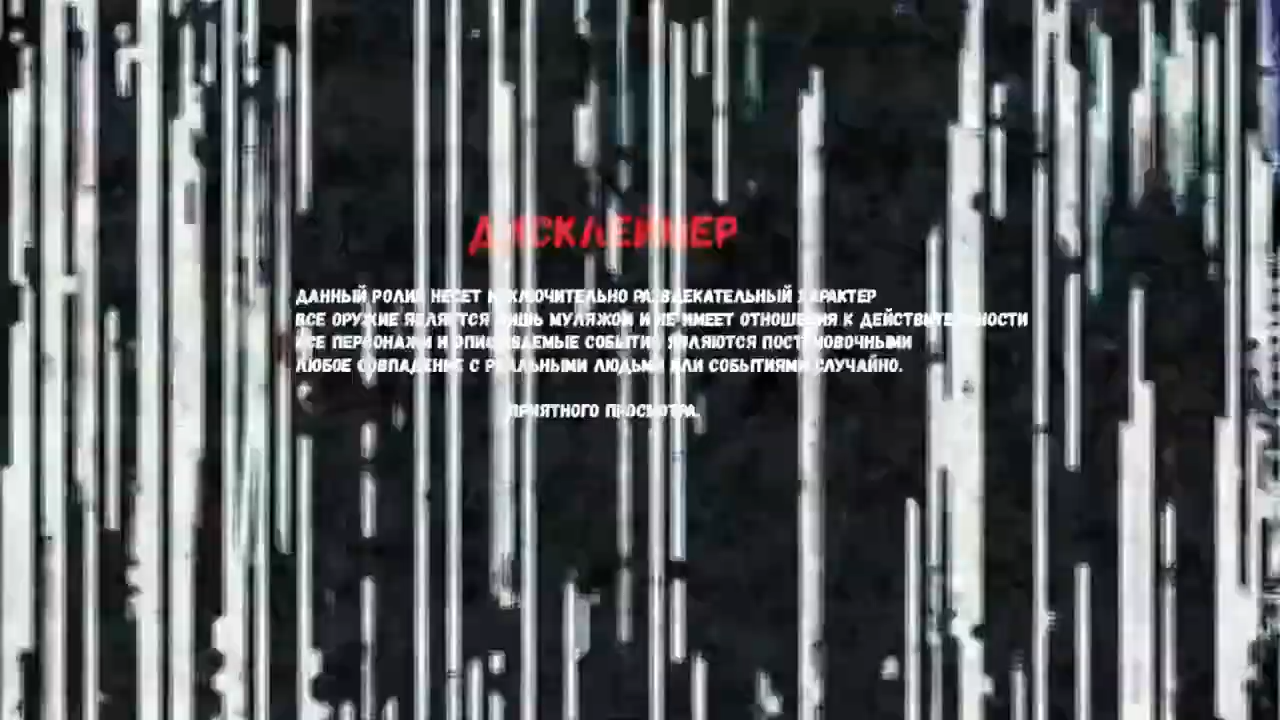 ДИСКЛЕЙМЕР
ДАННЫЙ РОЛИК НЕСЕТ ИСКЛЮЧИТЕЛЬНО РАЗВЛЕКАТЕЛЬНЫЙ ХАРАКТЕР
ВСЕ ОРУЖИЕ ЯВЛЯЕТСЯ ЛИШЬ МУЛЯЖОМ И НЕ ИМЕЕТ ОТНОШЕНИЯ К ДЕЙСТВИТЕЛЬНОСТИ
ВСЕ ПЕРСОНАЖИ И ОПИСЫВАЕМЫЕ СОБЫТИЯ ЯВЛЯЮТСЯ ПОСТАНОВОЧНЫМИ
ЛЮБОЕ СОВПАДЕНИЕ С РЕАЛЬНЫМИ ЛЮДЬМИ ИЛИ СОБЫТИЯМИ СЛУЧАЙНО.
ПРИЯТНОГО ПРОСМОТРА.